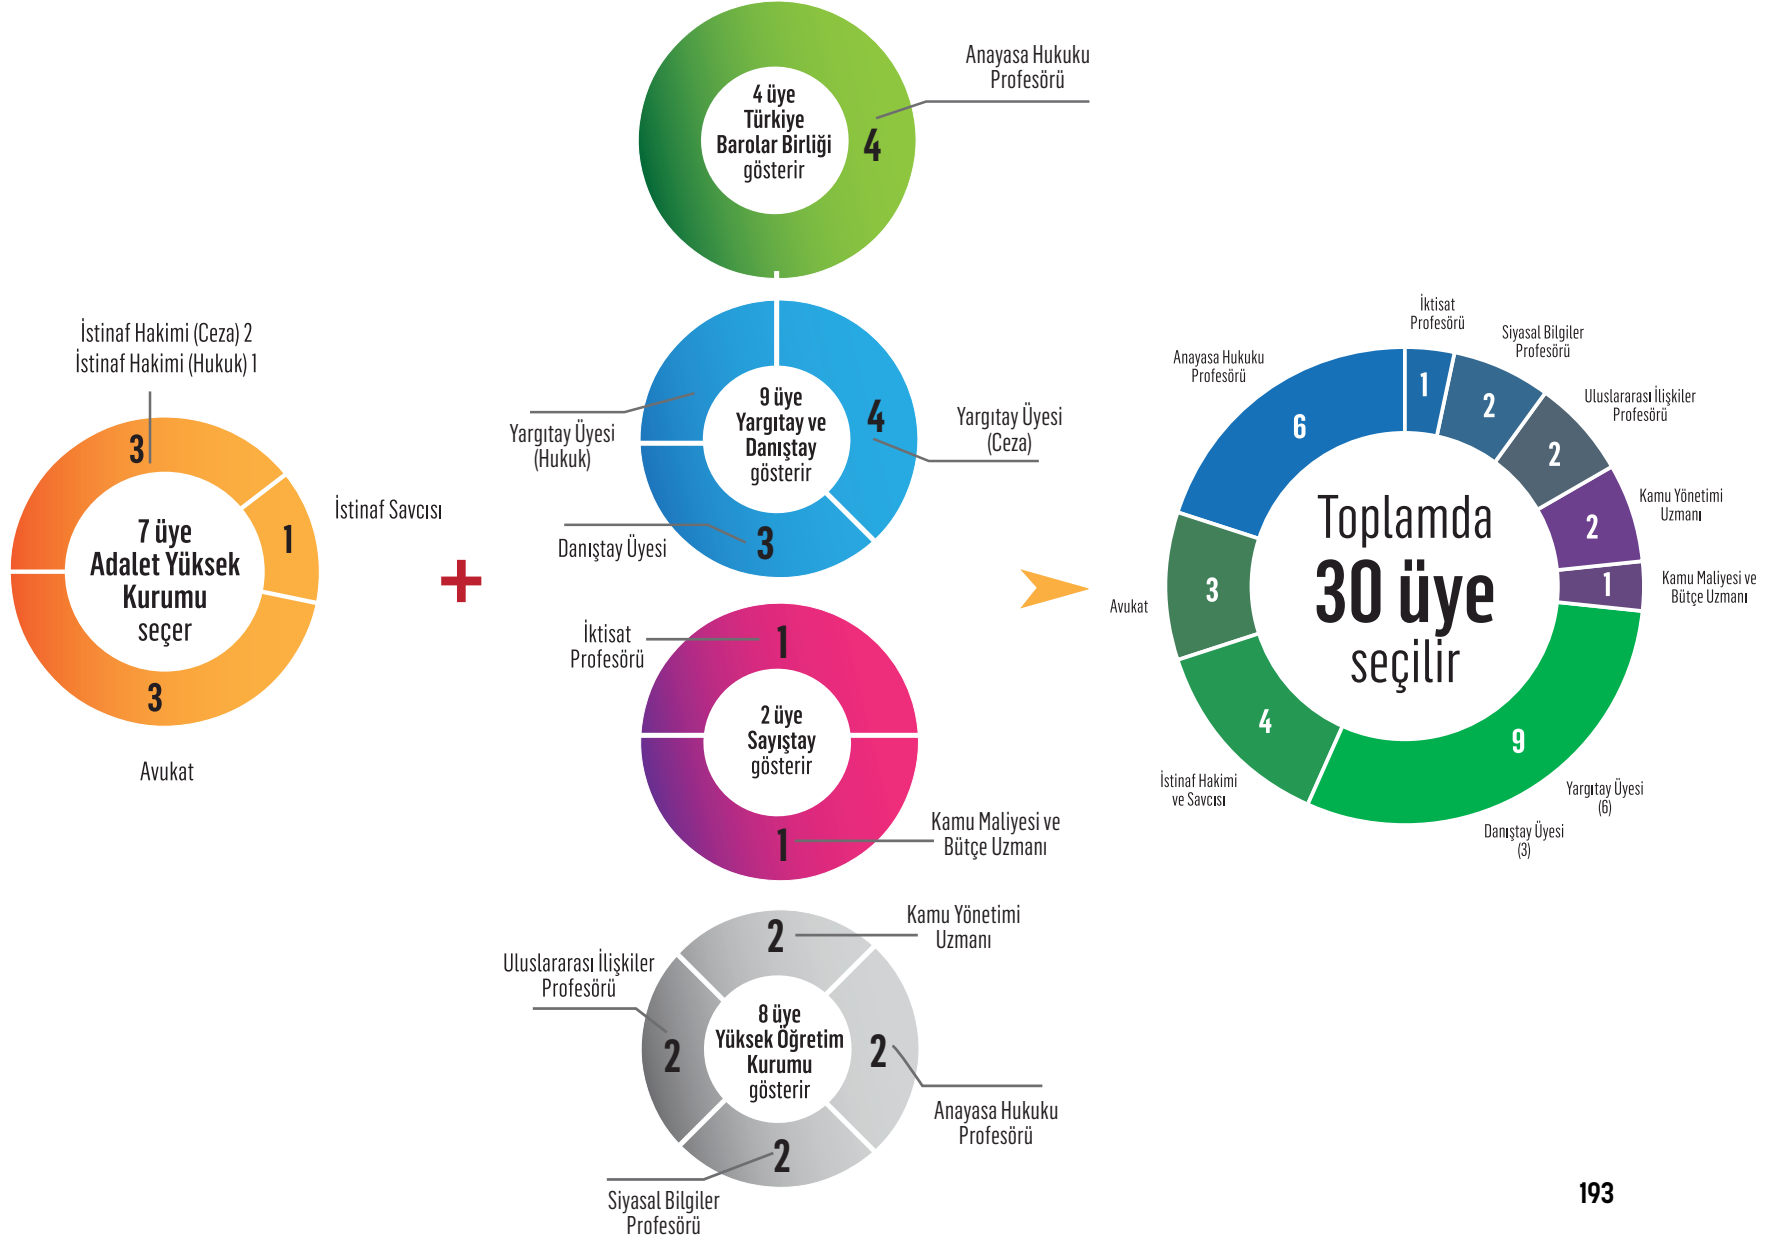 Anayasa Hukuku
Profesörü
4 üye
Türkiye
Barolar Birliği
gösterir
4
İstinaf Hakimi (Ceza) 2
İstinaf Hakimi (Hukuk) 1
3
7 üye
Adalet Yüksek
Kurumu
seçer
1
İstinaf Savcısı
3
Avukat
+
9 üye
Yargıtay ve
Danıştay
gösterir
4
Yargıtay Üyesi
(Ceza)
Yargıtay Üyesi
(Hukuk)
Danıştay Üyesi
3
İktisat
Profesörü
1
2 üye
Sayıştay
gösterir
1
Kamu Maliyesi ve
Bütçe Uzmanı
Kamu Yönetimi
Uzmanı
2
Uluslararası İlişkiler
Profesörü
2
8 üye
Yüksek Öğretim
Kurumu
gösterir
2
Anayasa Hukuku
Profesörü
2
Siyasal Bilgiler
Profesörü
İktisat
Profesörü
1
Siyasal Bilgiler
Profesörü
2
Uluslararası İlişkiler
Profesörü
2
Kamu Yönetimi
Uzmanı
2
Kamu Maliyesi ve
Bütçe Uzmanı
1
Anayasa Hukuku
Profesörü
6
Toplamda
30 üye
seçilir
Avukat
3
4
İstinaf Hakimi
ve Savcısı
9
Yargıtay Üyesi
(6)
Danıştay Üyesi
(3)
193